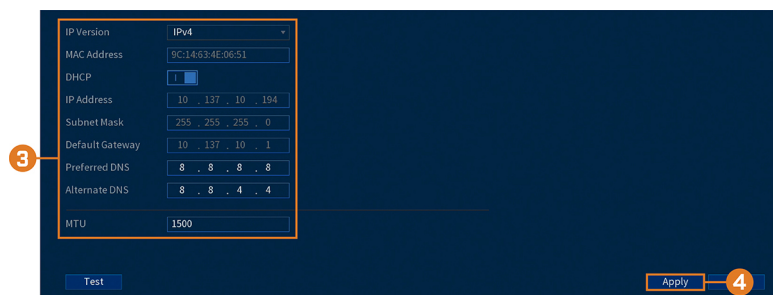 IP Version IPv4
MAC Address 9C:14:63:4E:06:51
DHCP
IP Address 10 . 137 . 10 . 194
Subnet Mask 255 . 255 . 255 . 0
Default Gateway 10 . 137 . 10 . 1
3
Preferred DNS 8 . 8 . 8 . 8
Alternate DNS 8 . 8 . 4 . 4
MTU 1500
Test Apply 4